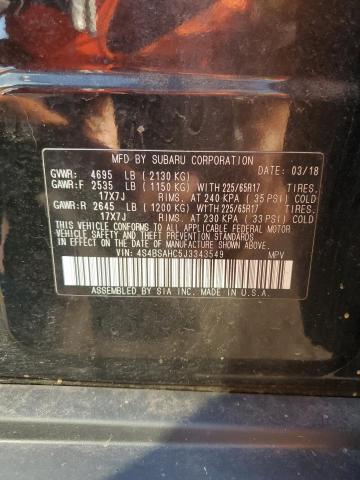 MFD BY SUBARU CORPORATION DATE: 03/18
GVWR: 4695 LB (2130 KG)
GAWR:F 2535 LB (1150 KG) WITH 225/65R17 TIRES.
17X7J RIMS. AT 240 KPA (35 PSI) COLD
GAWR:R 2645 LB (1200 KG) WITH 225/65R17 TIRES.
17X7J RIMS. AT 230 KPA (33 PSI) COLD
THIS VEHICLE CONFORMS TO ALL APPLICABLE FEDERAL MOTOR
VEHICLE SAFETY AND THEFT PREVENTION STANDARDS IN EFFECT
ON THE DATE OF MANUFACTURE SHOWN ABOVE.
VIN: 4S4BSAHC5J3343549 MPV
ASSEMBLED BY SIA INC. MADE IN U.S.A.